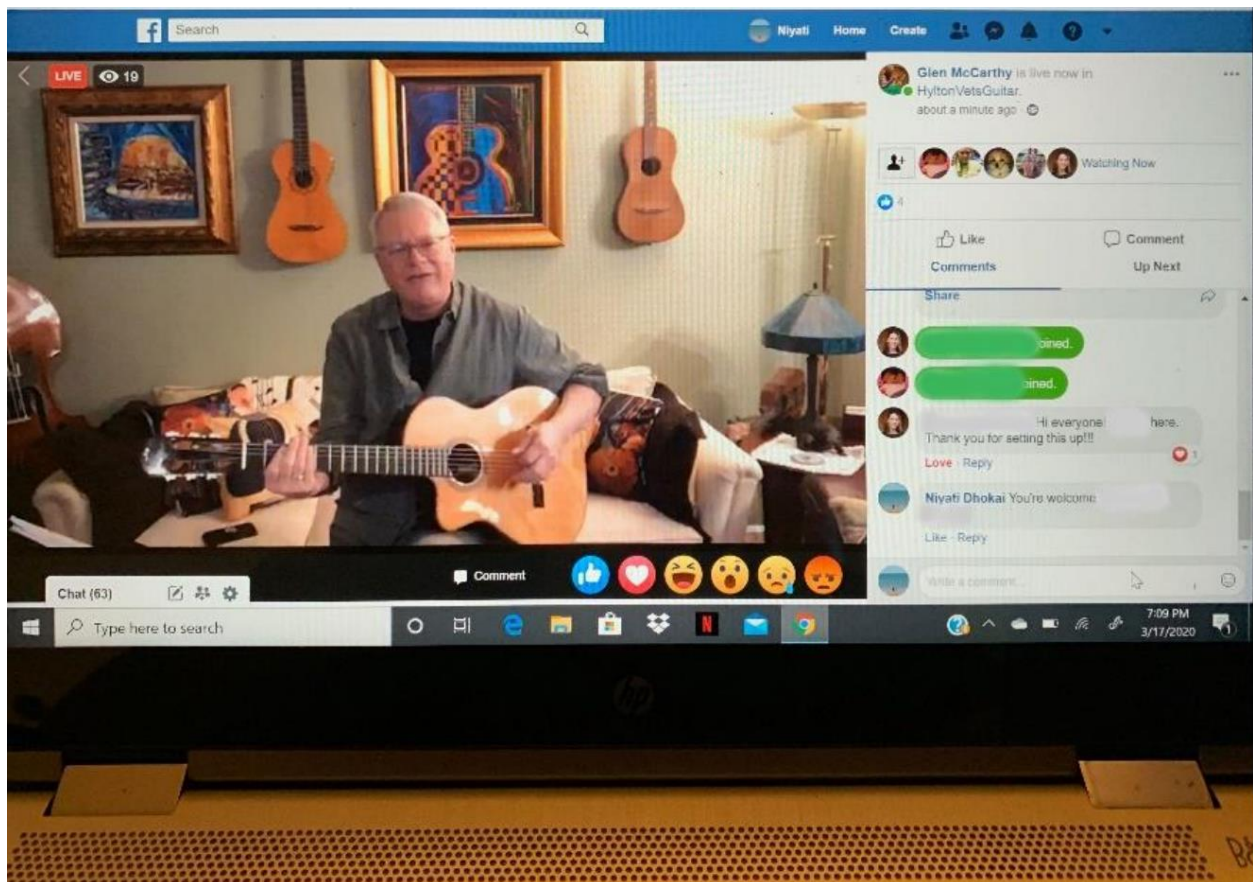 f Search
Niyati Home Create
LIVE 19
Glen McCarthy is live now in
HyltonVetsGuitar.
about a minute ago
Watching Now
4
Like Comment
Comments Up Next
Share
oined.
oined.
Hi everyone! here.
Thank you for setting this up!!!
Love · Reply
1
Niyati Dhokai You're welcome
Like · Reply
Comment
Write a comment...
Chat (63)
Type here to search
N
7:09 PM
3/17/2020
1
hp